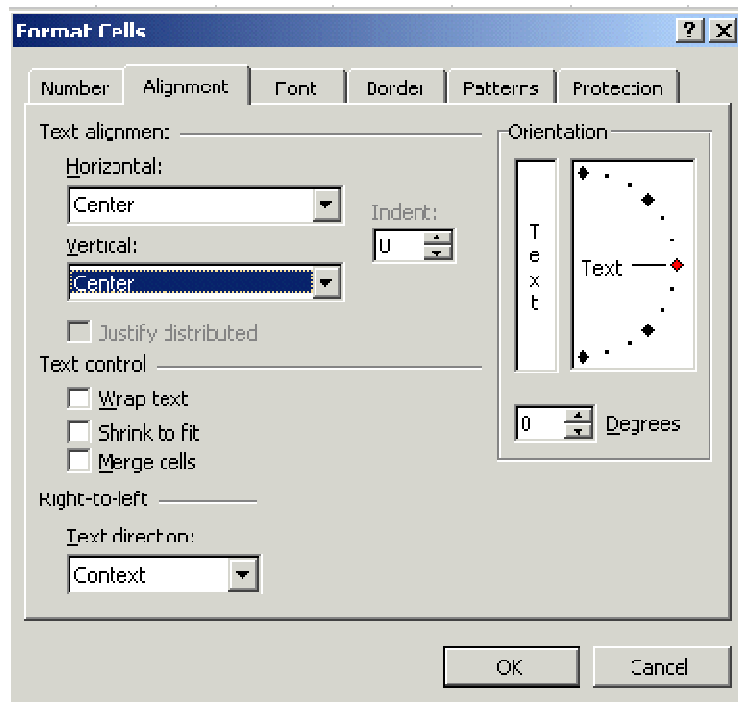 Format Cells
Number Alignment Font Border Patterns Protection
Text alignment
Horizontal:
Center
Indent:
0
Vertical:
Center
Justify distributed
Text control
Wrap text
Shrink to fit
Merge cells
Right-to-left
Text direction:
Context
Orientation
Text
Text
0 Degrees
OK Cancel